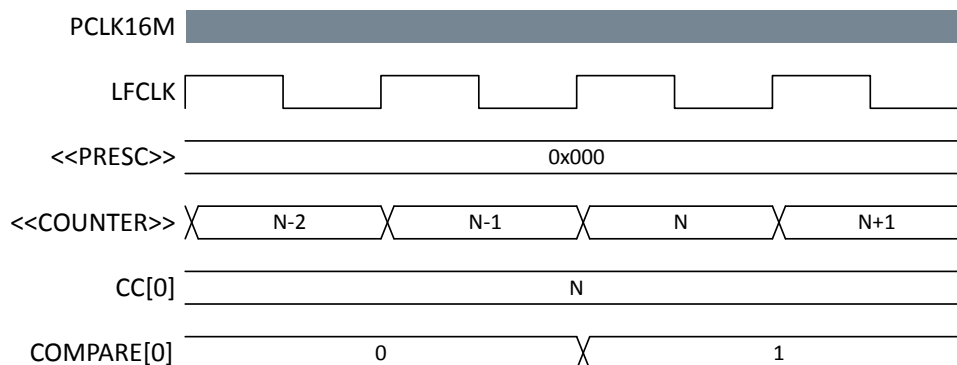 PCLK16M
LFCLK
<<PRESC>> 0x000
<<COUNTER>> N-2 N-1 N N+1
CC[0] N
COMPARE[0] 0 1